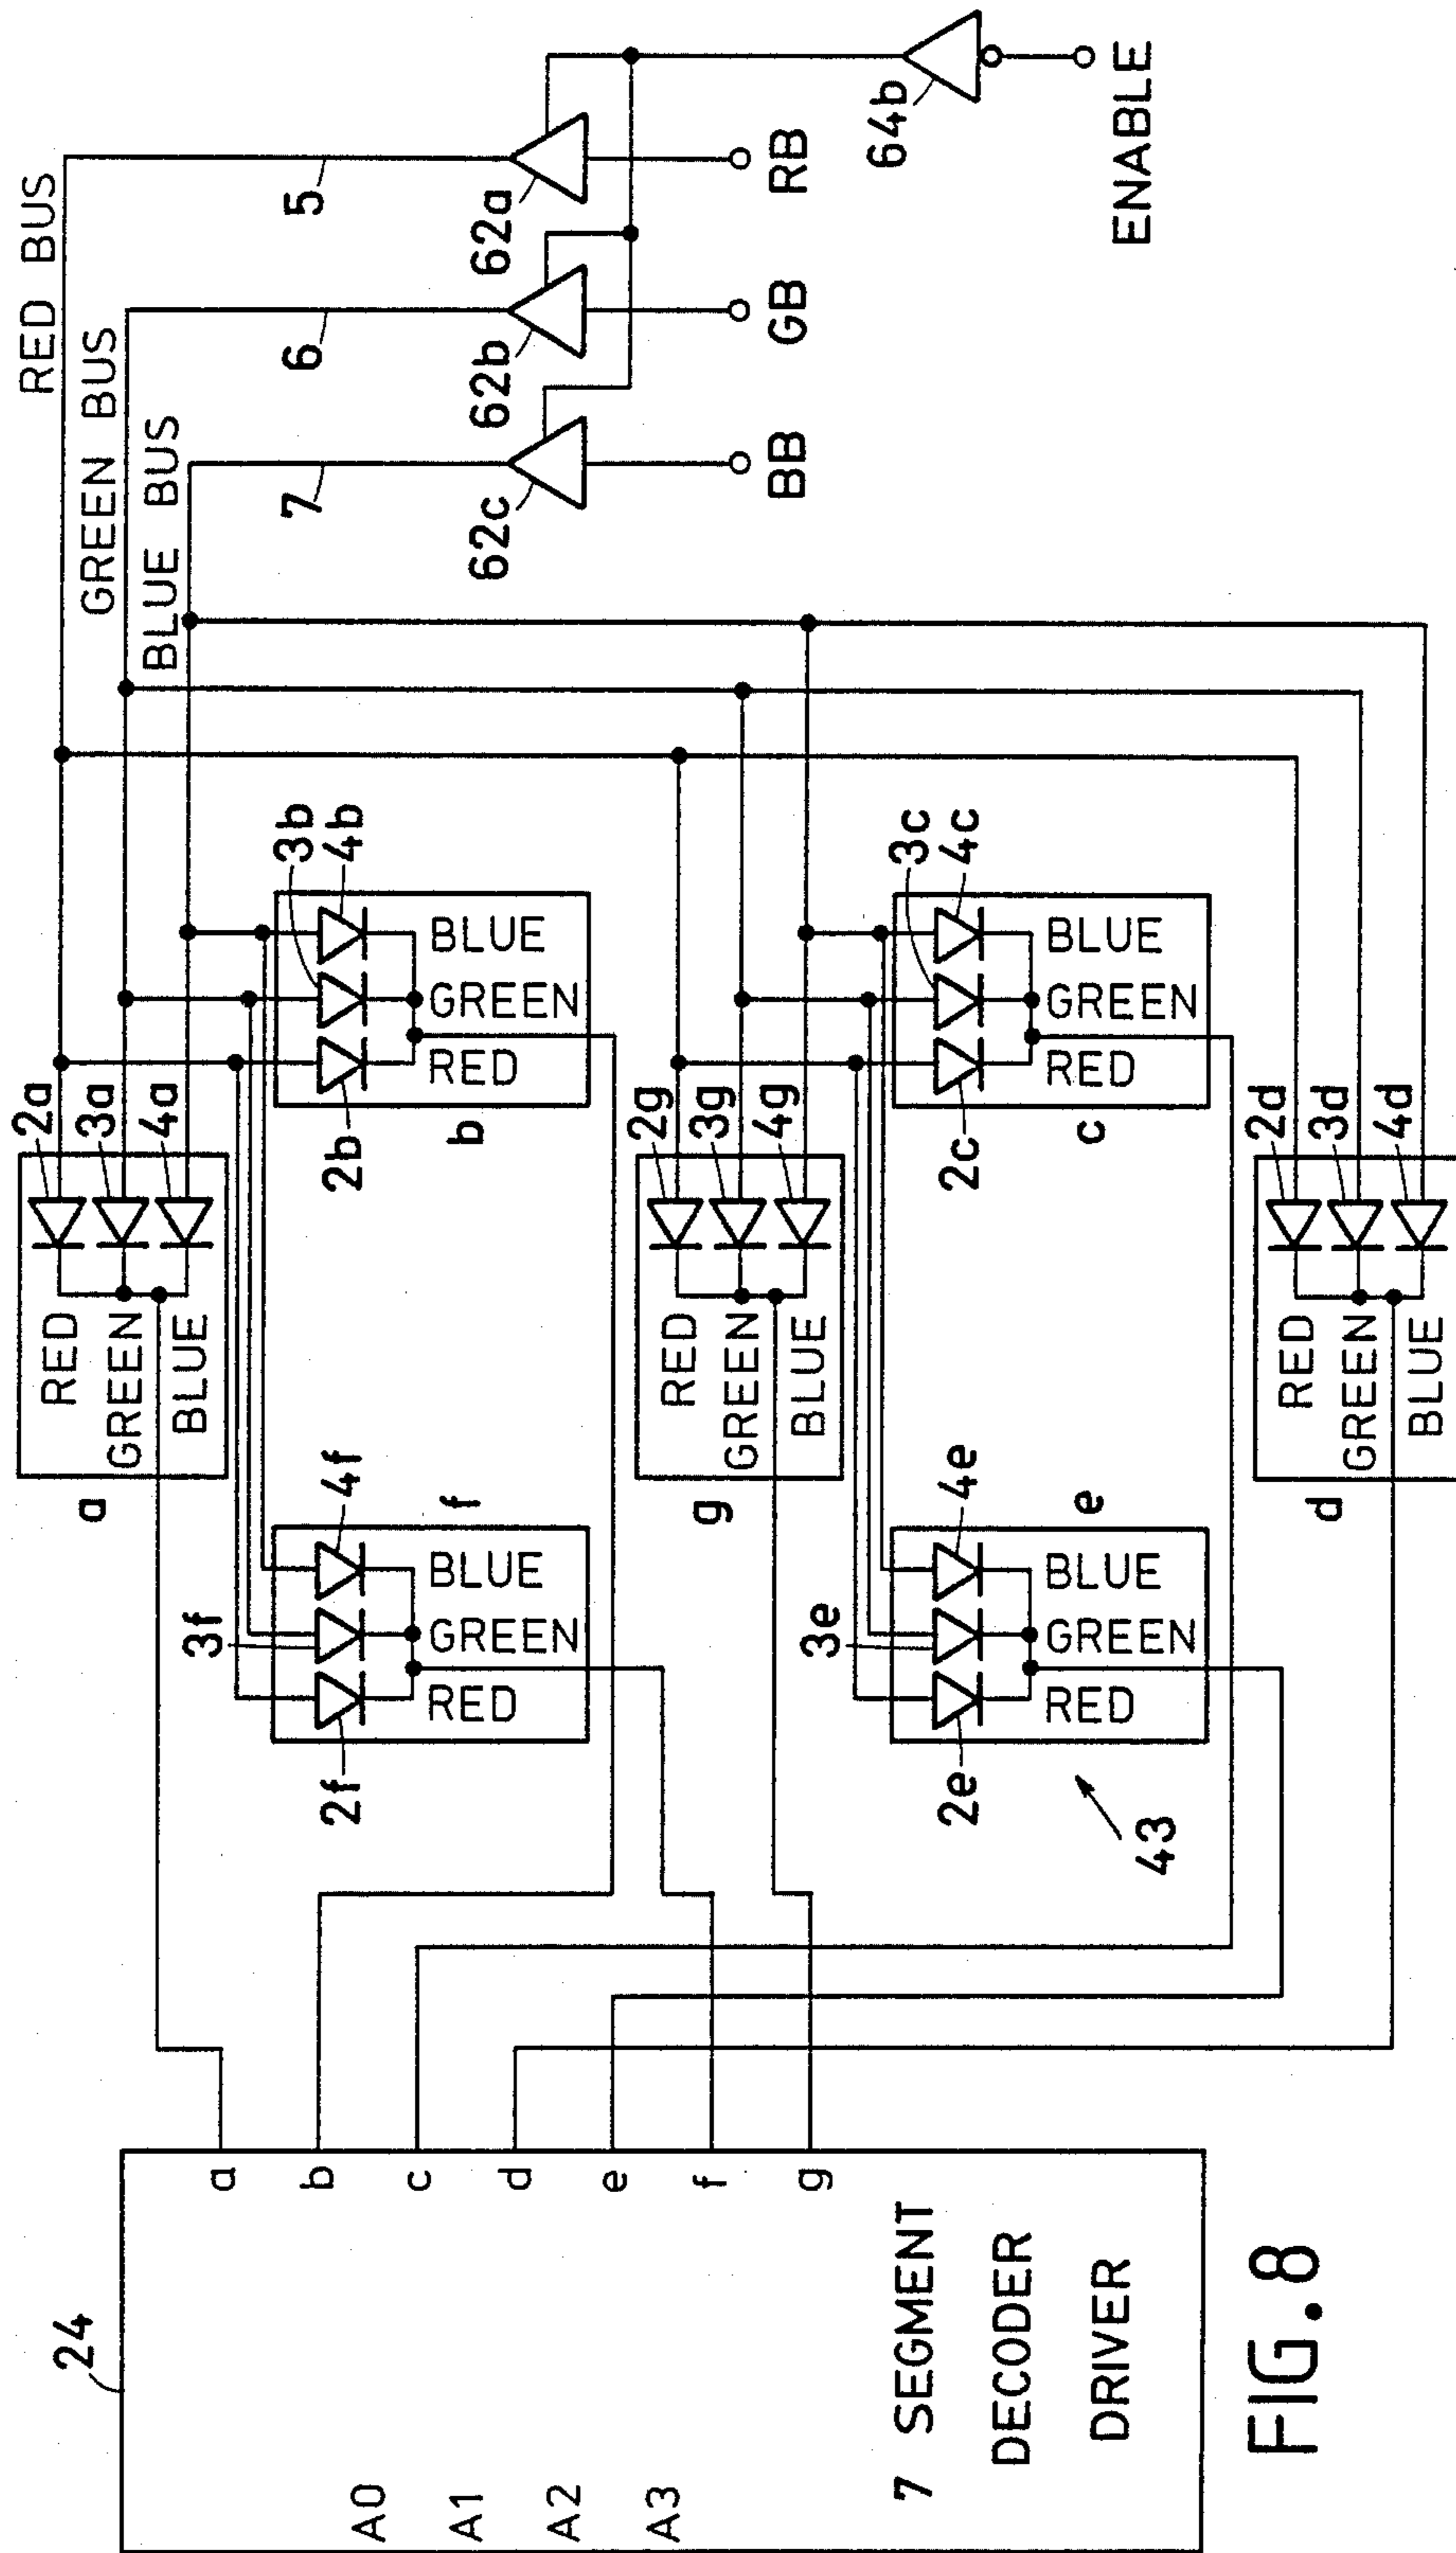 24
A0
A1
A2
A3
7 SEGMENT
DECODER
DRIVER
a
b
c
d
e
f
g
a
RED
GREEN
BLUE
2a
3a
4a
f
2f
3f
4f
RED
GREEN
BLUE
b
2b
3b
4b
RED
GREEN
BLUE
g
RED
GREEN
BLUE
2g
3g
4g
e
2e
3e
4e
RED
GREEN
BLUE
c
2c
3c
4c
RED
GREEN
BLUE
d
RED
GREEN
BLUE
2d
3d
4d
43
RED BUS
GREEN BUS
BLUE BUS
5
6
7
62a
62b
62c
RB
GB
BB
64b
ENABLE
FIG.8